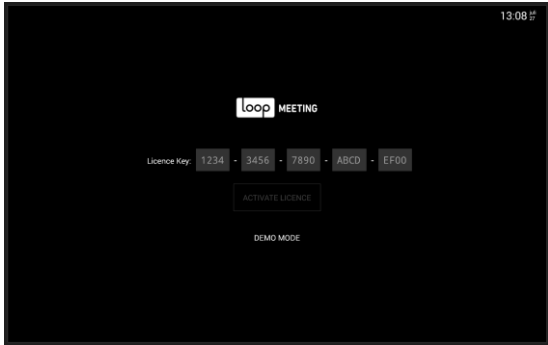 13:08
loop MEETING
Licence Key: 1234 - 3456 - 7890 - ABCD - EF00
ACTIVATE LICENCE
DEMO MODE